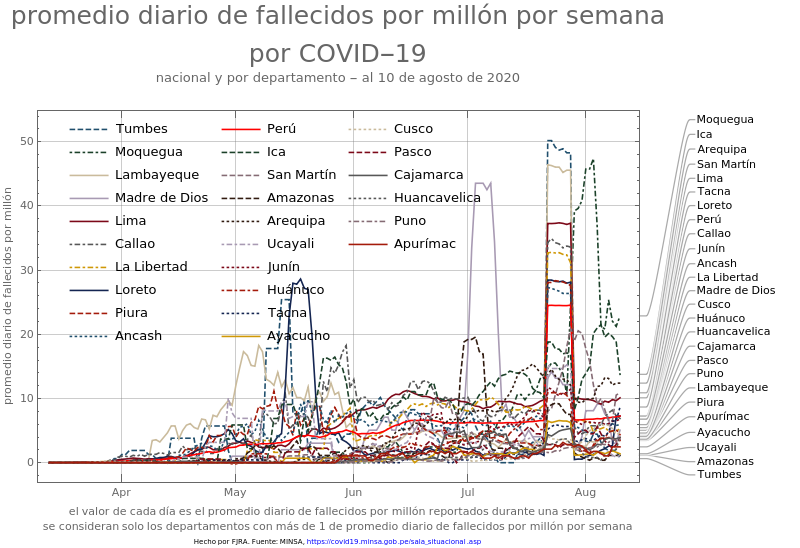 promedio diario de fallecidos por millón por semana
por COVID−19
nacional y por departamento − al 10 de agosto de 2020
promedio diario de fallecidos por millón
50
40
30
20
10
0
Apr
May
Jun
Jul
Aug
Tumbes
Moquegua
Lambayeque
Madre de Dios
Lima
Callao
La Libertad
Loreto
Piura
Ancash
Perú
Ica
San Martín
Amazonas
Arequipa
Ucayali
Junín
Huánuco
Tacna
Ayacucho
Cusco
Pasco
Cajamarca
Huancavelica
Puno
Apurímac
Moquegua
Ica
Arequipa
San Martín
Lima
Tacna
Loreto
Perú
Callao
Junín
Ancash
La Libertad
Madre de Dios
Cusco
Huánuco
Huancavelica
Cajamarca
Pasco
Puno
Lambayeque
Piura
Apurímac
Ayacucho
Ucayali
Amazonas
Tumbes
el valor de cada día es el promedio diario de fallecidos por millón reportados durante una semana
se consideran solo los departamentos con más de 1 de promedio diario de fallecidos por millón por semana
Hecho por FJRA. Fuente: MINSA, https://covid19.minsa.gob.pe/sala_situacional.asp